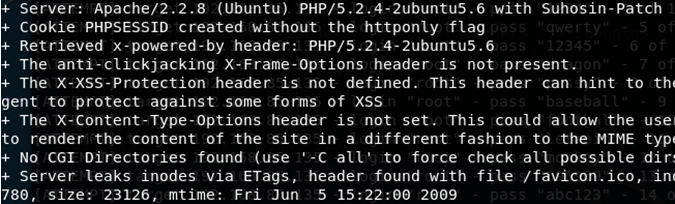 + Server: Apache/2.2.8 (Ubuntu) PHP/5.2.4-2ubuntu5.6 with Suhosin-Patch
+ Cookie PHPSESSID created without the httponly flag
+ Retrieved x-powered-by header: PHP/5.2.4-2ubuntu5.6
+ The anti-clickjacking X-Frame-Options header is not present.
+ The X-XSS-Protection header is not defined. This header can hint to the
gent to protect against some forms of XSS
+ The X-Content-Type-Options header is not set. This could allow the use
to render the content of the site in a different fashion to the MIME type
+ No CGI Directories found (use '-C all' to force check all possible dirs
+ Server leaks inodes via ETags, header found with file /favicon.ico, ino
780, size: 23126, mtime: Fri Jun  5 15:22:00 2009